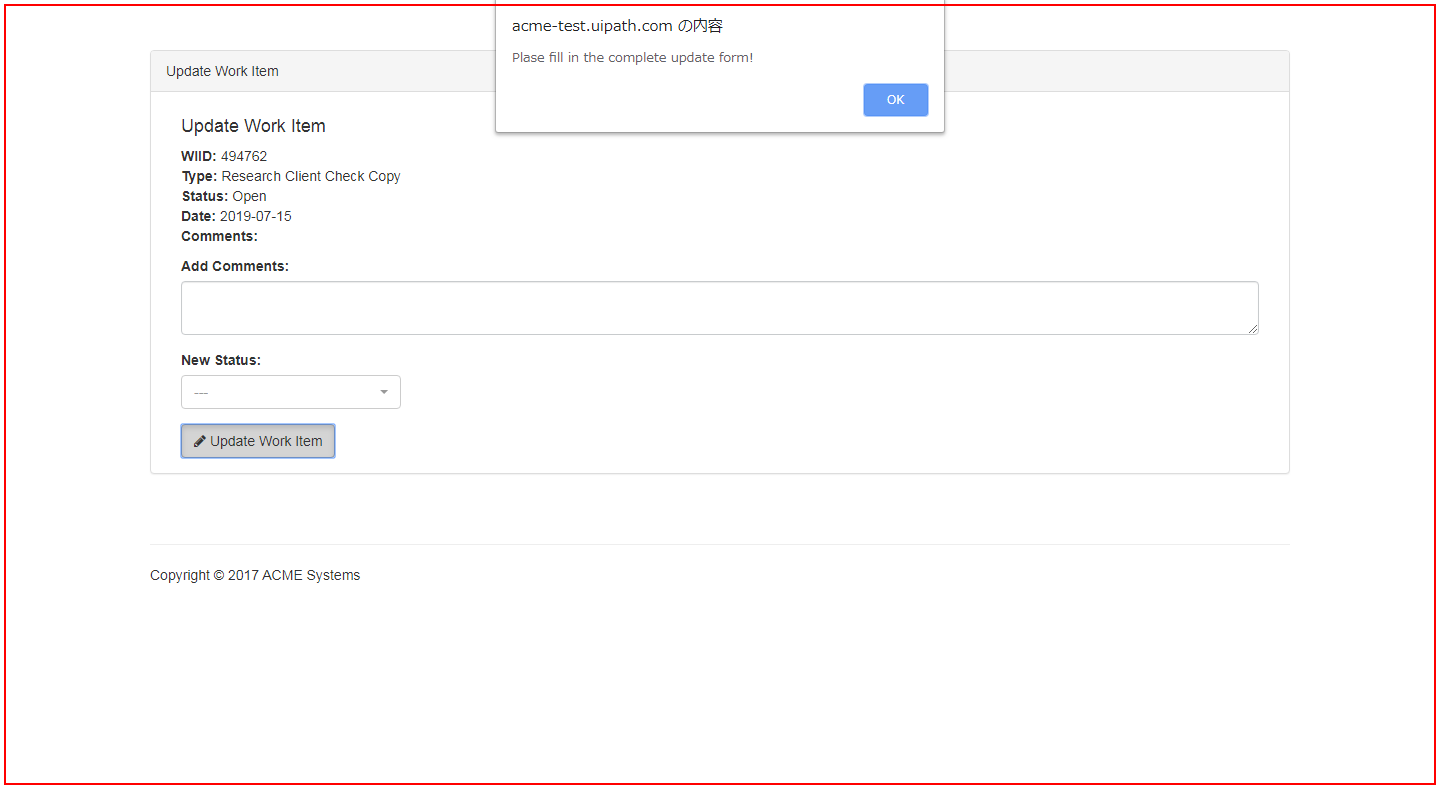 acme-test.uipath.com の内容
Plase fill in the complete update form!
OK
Update Work Item
Update Work Item
WIID: 494762
Type: Research Client Check Copy
Status: Open
Date: 2019-07-15
Comments:
Add Comments:
New Status:
---
Update Work Item
Copyright © 2017 ACME Systems